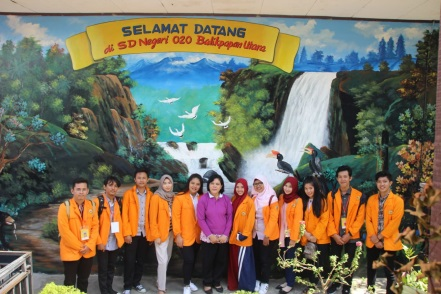 SELAMAT DATANG
di SD Negeri 020 Balikpapan Utara